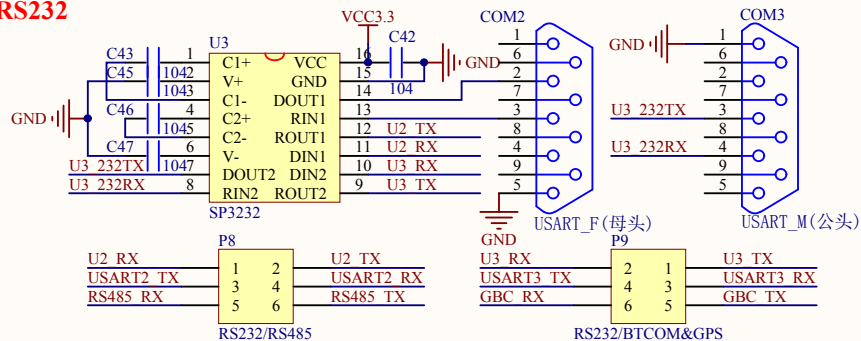 RS232
VCC3.3
COM2
COM3
U3
C43
1
C1+
VCC
16
C42
GND
1
6
GND
1
6
C45
104
2
V+
GND
15
104
2
7
2
7
104
3
C1-
DOUT1
14
C46
4
C2+
RIN1
13
3
8
U3_232TX
3
8
GND
104
5
C2-
ROUT1
12
U2_TX
C47
6
V-
DIN1
11
U2_RX
4
9
U3_232RX
4
9
U3_232TX
104
7
DOUT2
DIN2
10
U3_RX
5
5
U3_232RX
8
RIN2
ROUT2
9
U3_TX
SP3232
GND
USART_F(母头)
USART_M(公头)
P8
U2_RX
1
2
U2_TX
USART2_TX
3
4
USART2_RX
RS485_RX
5
6
RS485_TX
RS232/RS485
P9
U3_RX
2
1
U3_TX
USART3_TX
4
3
USART3_RX
GBC_RX
6
5
GBC_TX
RS232/BTCOM&GPS